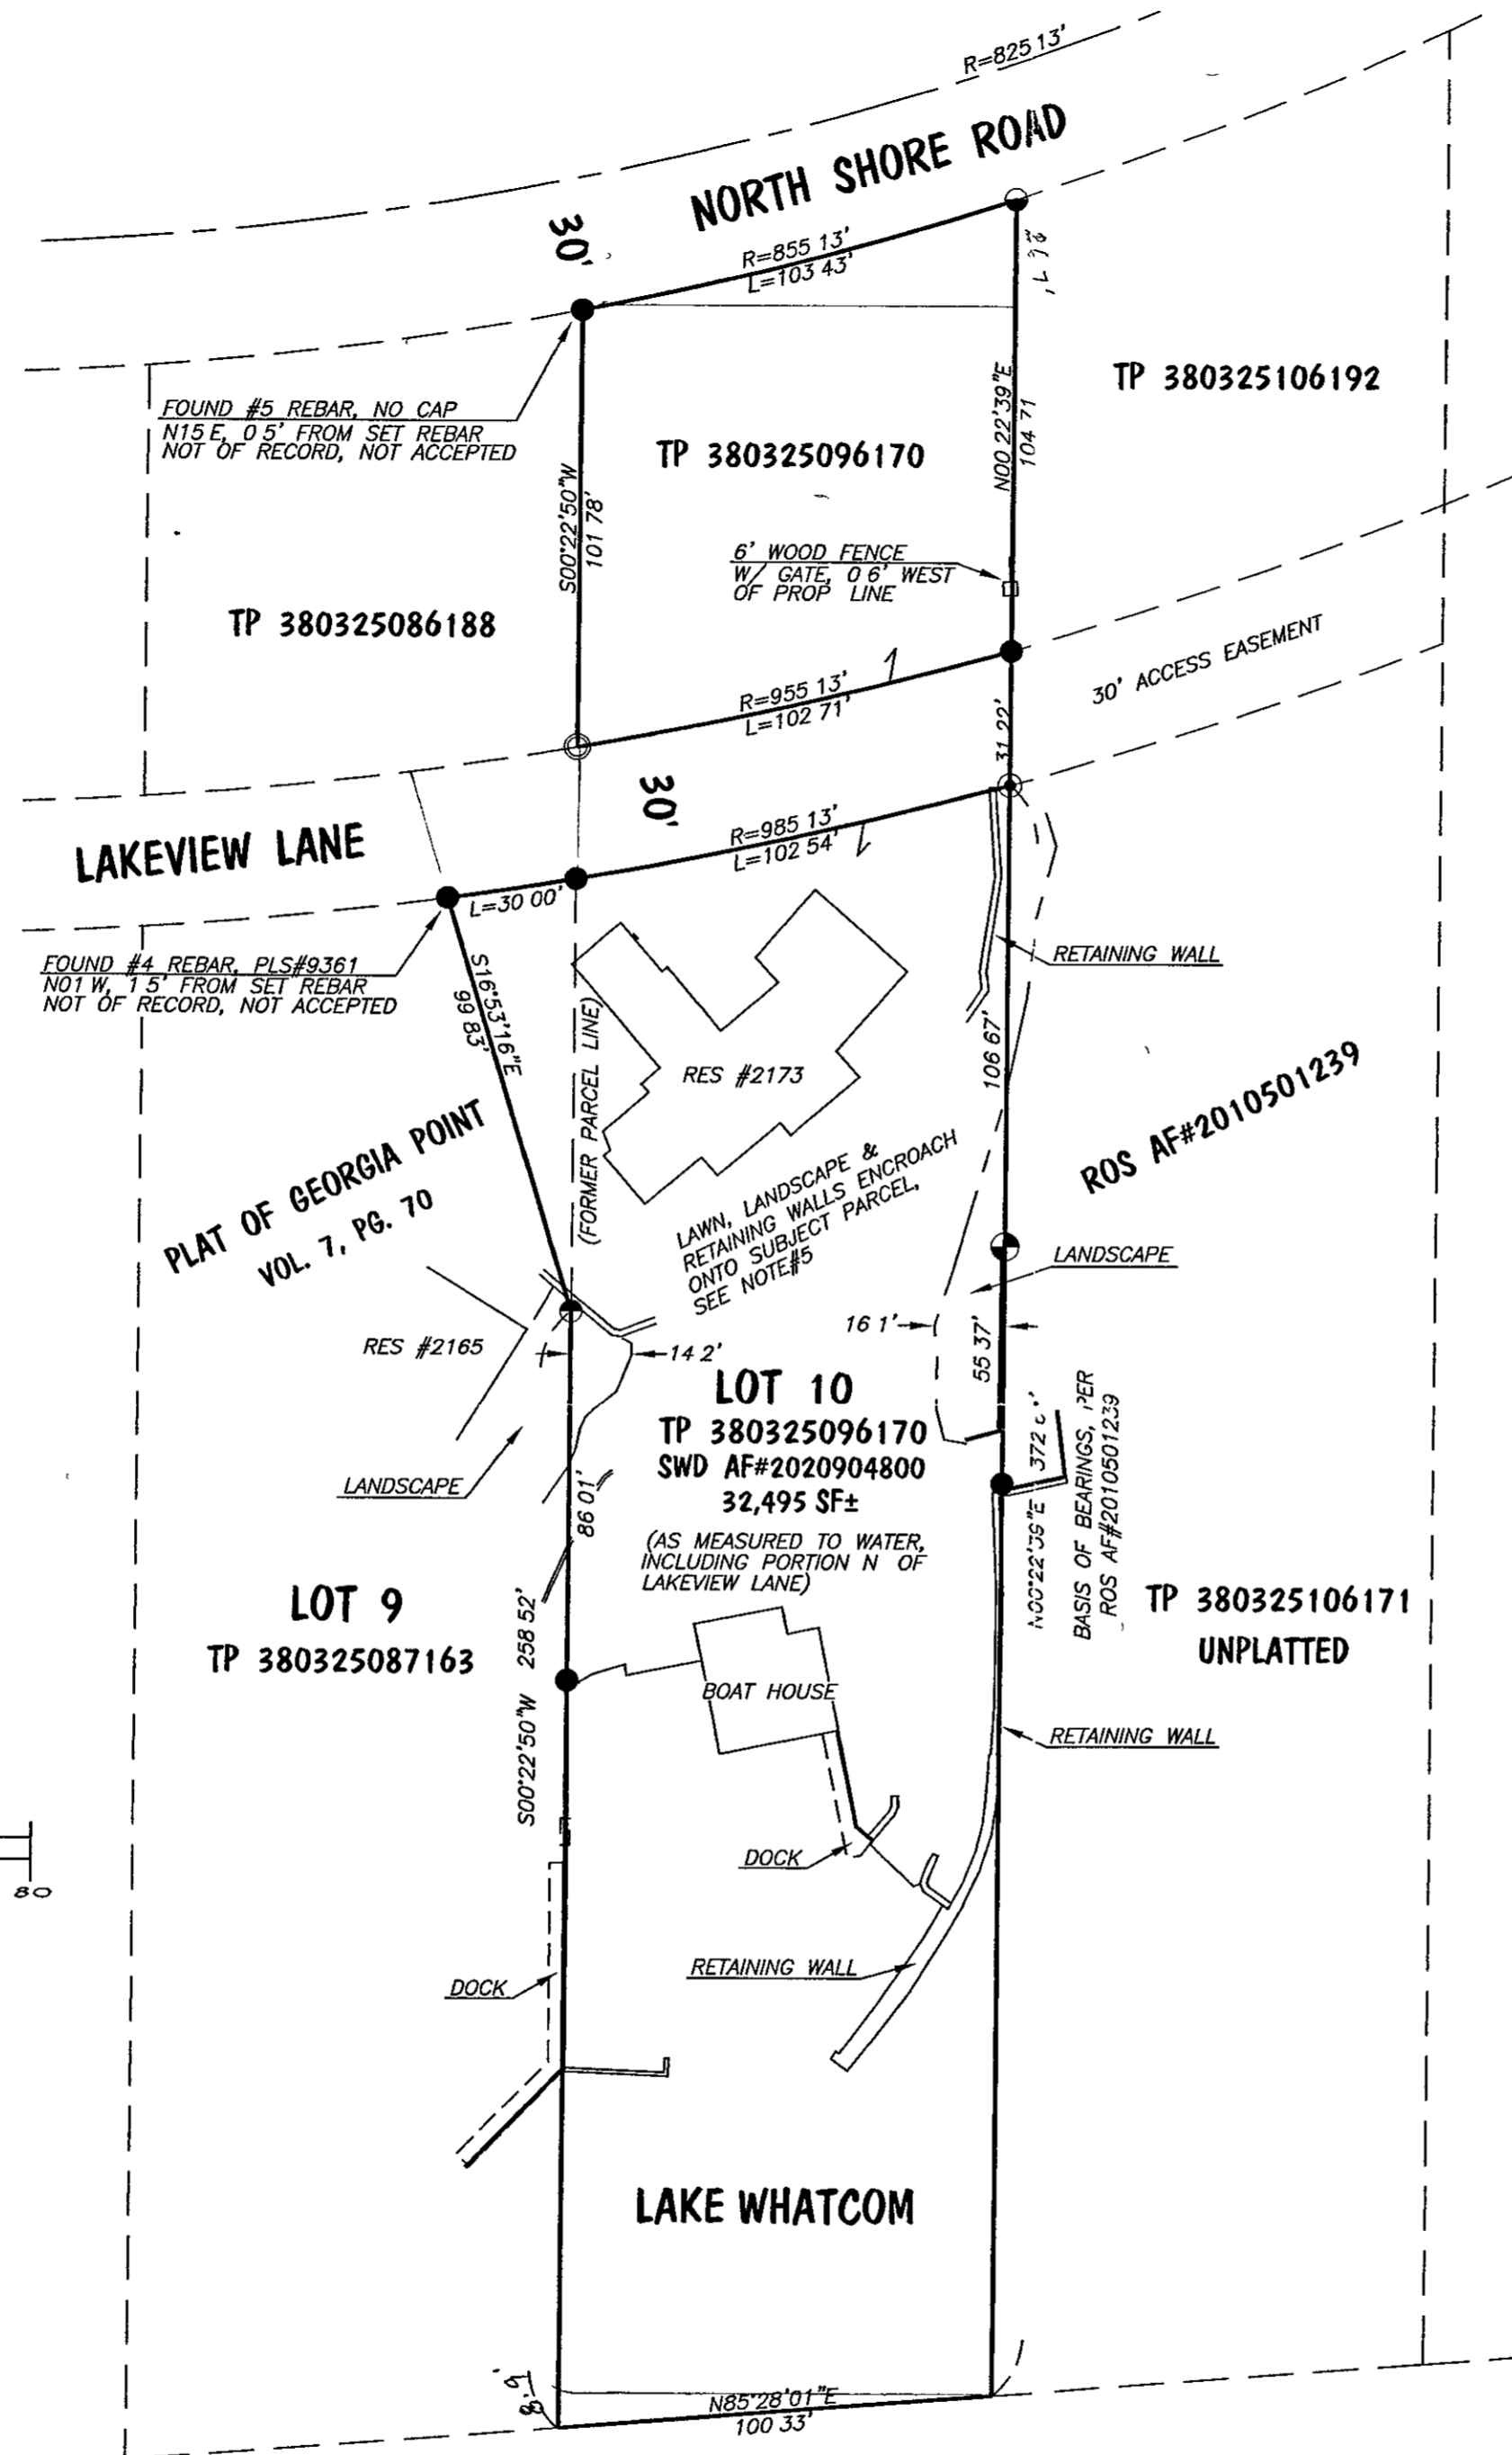 R=825 13'
NORTH SHORE ROAD
30'
R=855 13'
L=103 43'
FOUND #5 REBAR, NO CAP
N15 E, 0 5' FROM SET REBAR
NOT OF RECORD, NOT ACCEPTED
TP 380325106192
N00 22'39"E
104 71
TP 380325096170
S00°22'50"W
101 78'
6' WOOD FENCE
W/ GATE, 0 6' WEST
OF PROP LINE
TP 380325086188
30' ACCESS EASEMENT
R=955 13'
L=102 71'
31 22'
30'
LAKEVIEW LANE
R=985 13'
L=102 54'
L=30 00'
FOUND #4 REBAR, PLS#9361
N01 W, 1 5' FROM SET REBAR
NOT OF RECORD, NOT ACCEPTED
S16°53'16"E
99 83'
(FORMER PARCEL LINE)
RETAINING WALL
RES #2173
106 67'
ROS AF#2010501239
PLAT OF GEORGIA POINT
VOL. 7, PG. 70
LAWN, LANDSCAPE &
RETAINING WALLS ENCROACH
ONTO SUBJECT PARCEL,
SEE NOTE#5
LANDSCAPE
16 1'
55 37'
RES #2165
14 2'
LOT 10
TP 380325096170
SWD AF#2020904800
32,495 SF±
(AS MEASURED TO WATER,
INCLUDING PORTION N OF
LAKEVIEW LANE)
LANDSCAPE
86 01'
N00°22'39"E
BASIS OF BEARINGS, PER
ROS AF#2010501239
LOT 9
TP 380325087163
TP 380325106171
UNPLATTED
S00°22'50"W 258 52'
BOAT HOUSE
RETAINING WALL
DOCK
80
RETAINING WALL
DOCK
LAKE WHATCOM
N85°28'01"E
100 33'